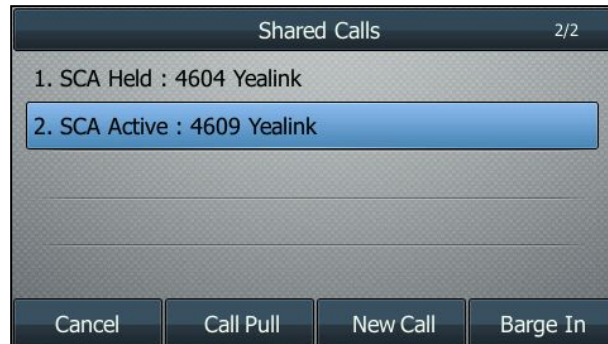 Shared Calls 2/2
1. SCA Held : 4604 Yealink
2. SCA Active : 4609 Yealink
Cancel Call Pull New Call Barge In